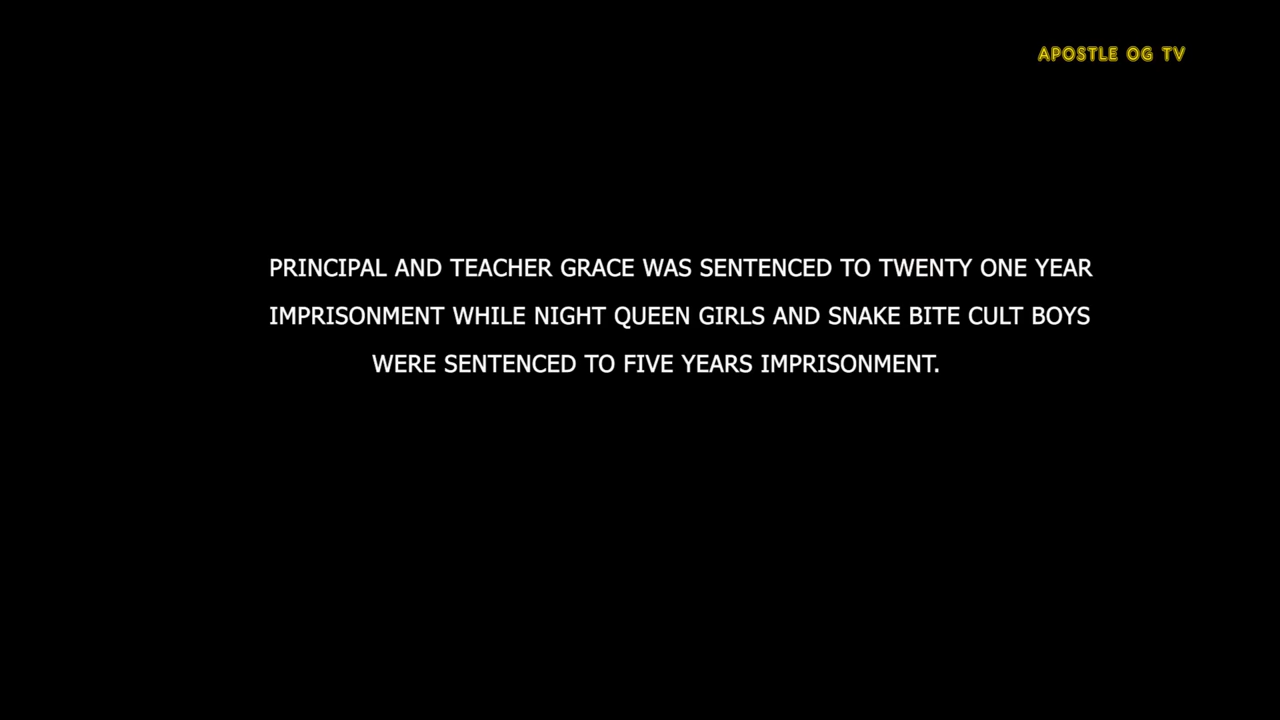 APOSTLE OG TV
PRINCIPAL AND TEACHER GRACE WAS SENTENCED TO TWENTY ONE YEAR
IMPRISONMENT WHILE NIGHT QUEEN GIRLS AND SNAKE BITE CULT BOYS
WERE SENTENCED TO FIVE YEARS IMPRISONMENT.